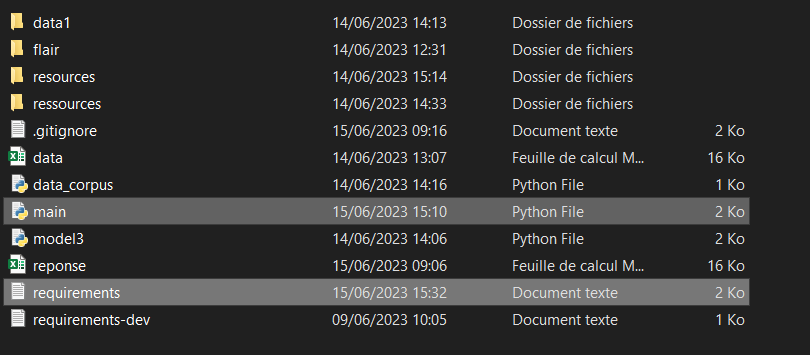 data1 14/06/2023 14:13 Dossier de fichiers
flair 14/06/2023 12:31 Dossier de fichiers
resources 14/06/2023 15:14 Dossier de fichiers
ressources 14/06/2023 14:33 Dossier de fichiers
.gitignore 15/06/2023 09:16 Document texte 2 Ko
data 14/06/2023 13:07 Feuille de calcul M... 16 Ko
data_corpus 14/06/2023 14:16 Python File 1 Ko
main 15/06/2023 15:10 Python File 2 Ko
model3 14/06/2023 14:06 Python File 2 Ko
reponse 15/06/2023 09:06 Feuille de calcul M... 16 Ko
requirements 15/06/2023 15:32 Document texte 2 Ko
requirements-dev 09/06/2023 10:05 Document texte 1 Ko